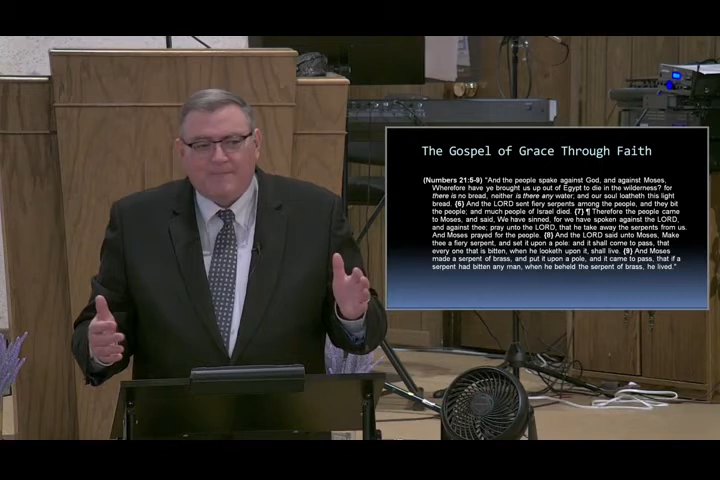 The Gospel of Grace Through Faith
(Numbers 21:5-9) "And the people spake against God, and against Moses,
Wherefore have ye brought us up out of Egypt to die in the wilderness? for
there is no bread, neither is there any water; and our soul loatheth this light
bread. {6} And the LORD sent fiery serpents among the people, and they bit
the people; and much people of Israel died. {7} ¶ Therefore the people came
to Moses, and said, We have sinned, for we have spoken against the LORD,
and against thee; pray unto the LORD, that he take away the serpents from us.
And Moses prayed for the people. {8} And the LORD said unto Moses, Make
thee a fiery serpent, and set it upon a pole: and it shall come to pass, that
every one that is bitten, when he looketh upon it, shall live. {9} And Moses
made a serpent of brass, and put it upon a pole, and it came to pass, that if a
serpent had bitten any man, when he beheld the serpent of brass, he lived."